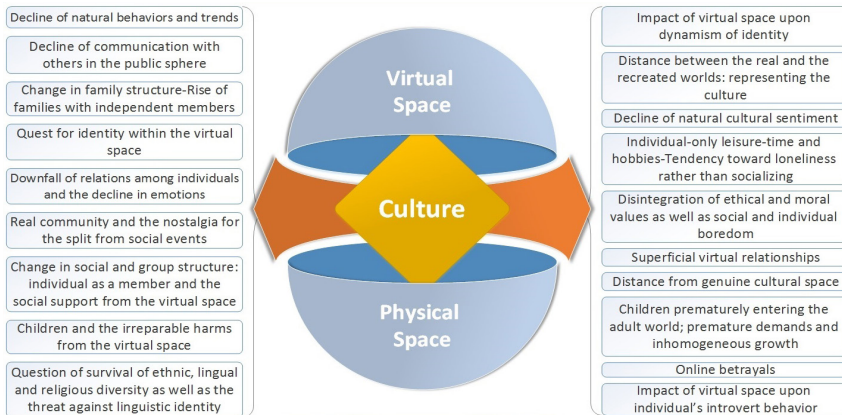 Decline of natural behaviors and trends
Decline of communication with
others in the public sphere
Change in family structure-Rise of
families with independent members
Quest for identity within the virtual
space
Downfall of relations among individuals
and the decline in emotions
Real community and the nostalgia for
the split from social events
Change in social and group structure:
individual as a member and the
social support from the virtual space
Children and the irreparable harms
from the virtual space
Question of survival of ethnic, lingual
and religious diversity as well as the
threat against linguistic identity
Virtual
Space
Culture
Physical
Space
Impact of virtual space upon
dynamism of identity
Distance between the real and the
recreated worlds: representing the
culture
Decline of natural cultural sentiment
Individual-only leisure-time and
hobbies-Tendency toward loneliness
rather than socializing
Disintegration of ethical and moral
values as well as social and individual
boredom
Superficial virtual relationships
Distance from genuine cultural space
Children prematurely entering the
adult world; premature demands and
inhomogeneous growth
Online betrayals
Impact of virtual space upon
individual's introvert behavior